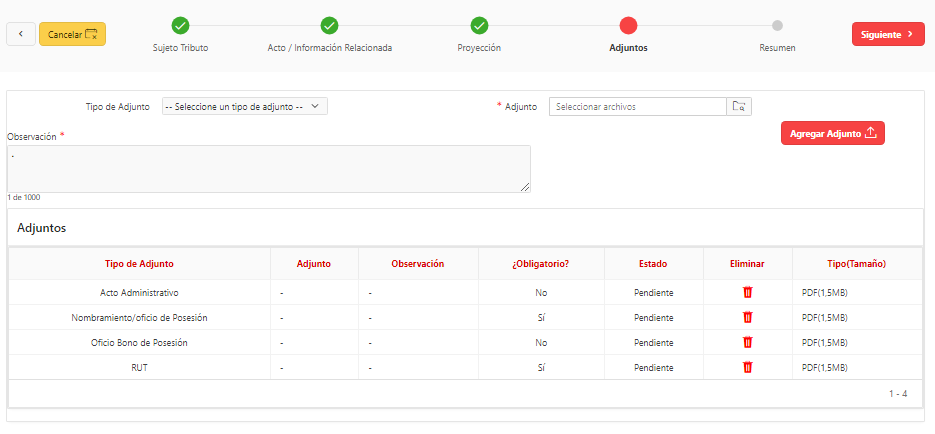 Cancelar
Sujeto Tributo
Acto / Información Relacionada
Proyección
Adjuntos
Resumen
Siguiente
Tipo de Adjunto
-- Seleccione un tipo de adjunto --
* Adjunto
Seleccionar archivos
Agregar Adjunto
Observación *
.
1 de 1000
Adjuntos
Tipo de Adjunto Adjunto Observación ¿Obligatorio? Estado Eliminar Tipo(Tamaño)
Acto Administrativo - - No Pendiente PDF(1,5MB)
Nombramiento/oficio de Posesión - - Sí Pendiente PDF(1,5MB)
Oficio Bono de Posesión - - No Pendiente PDF(1,5MB)
RUT - - Sí Pendiente PDF(1,5MB)
1 - 4